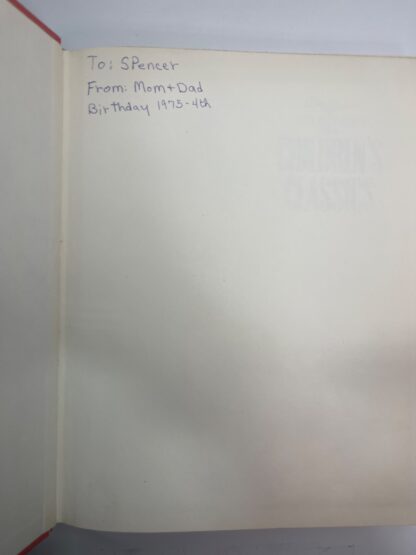 To: SPencer
From: Mom + Dad
Birthday 1975-4th